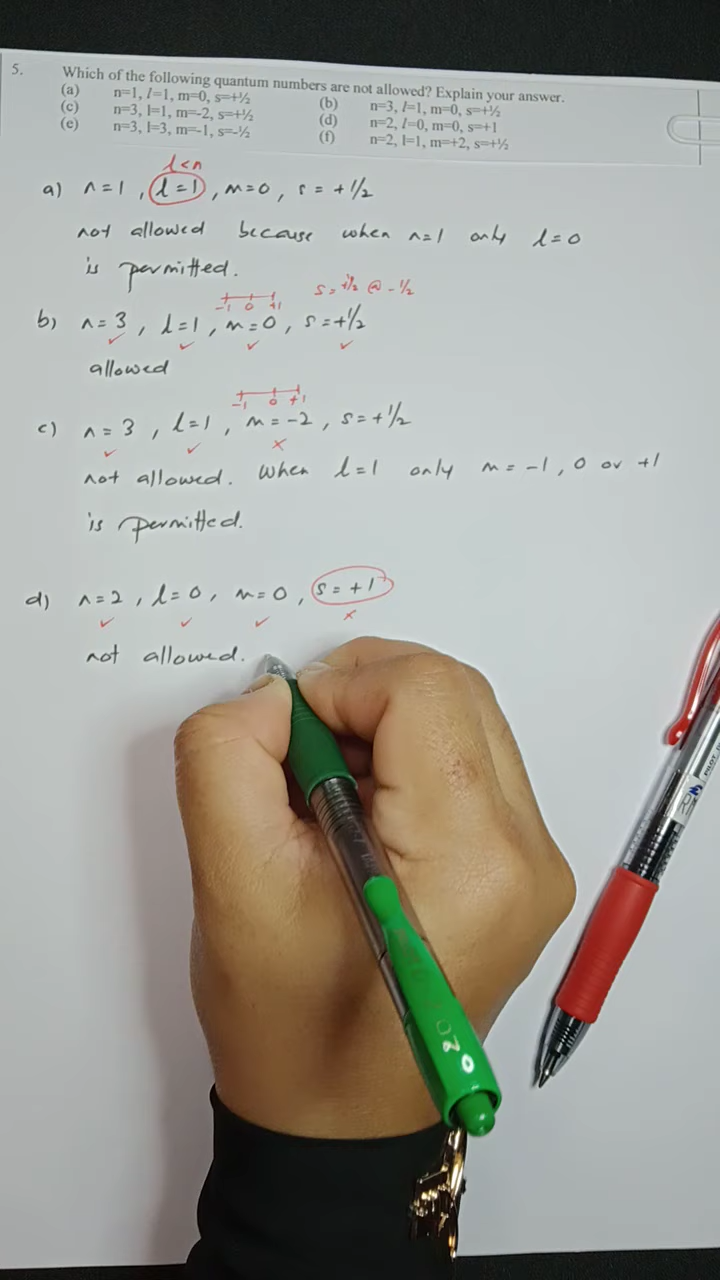 5. Which of the following quantum numbers are not allowed? Explain your answer.
(a) n=1, l=1, m=0, s=+½ (b) n=3, l=1, m=0, s=+½
(c) n=3, l=1, m=-2, s=+½ (d) n=2, l=0, m=0, s=+1
(e) n=3, l=3, m=-1, s=-½ (f) n=2, l=1, m=+2, s=+½
l<n
a) n=1, l=1, m=0, s=+1/2
not allowed because when n=1 only l=0
is permitted.
s=+1/2 @ -1/2
-1 0 +1
b) n=3, l=1, m=0, s=+1/2
allowed
-1 0 +1
c) n=3, l=1, m=-2, s=+1/2
not allowed. When l=1 only m=-1, 0 or +1
is permitted.
d) n=2, l=0, m=0, s=+1
not allowed.
020